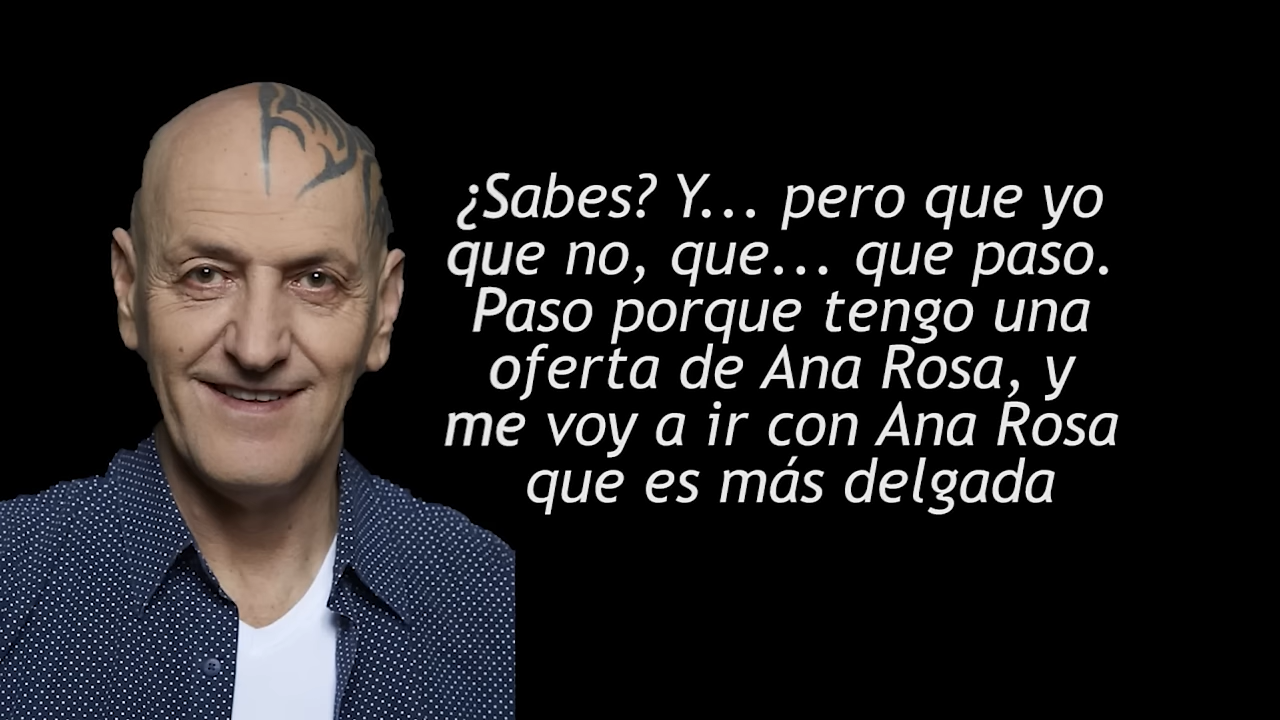 ¿Sabes? Y... pero que yo
que no, que... que paso.
Paso porque tengo una
oferta de Ana Rosa, y
me voy a ir con Ana Rosa
que es más delgada